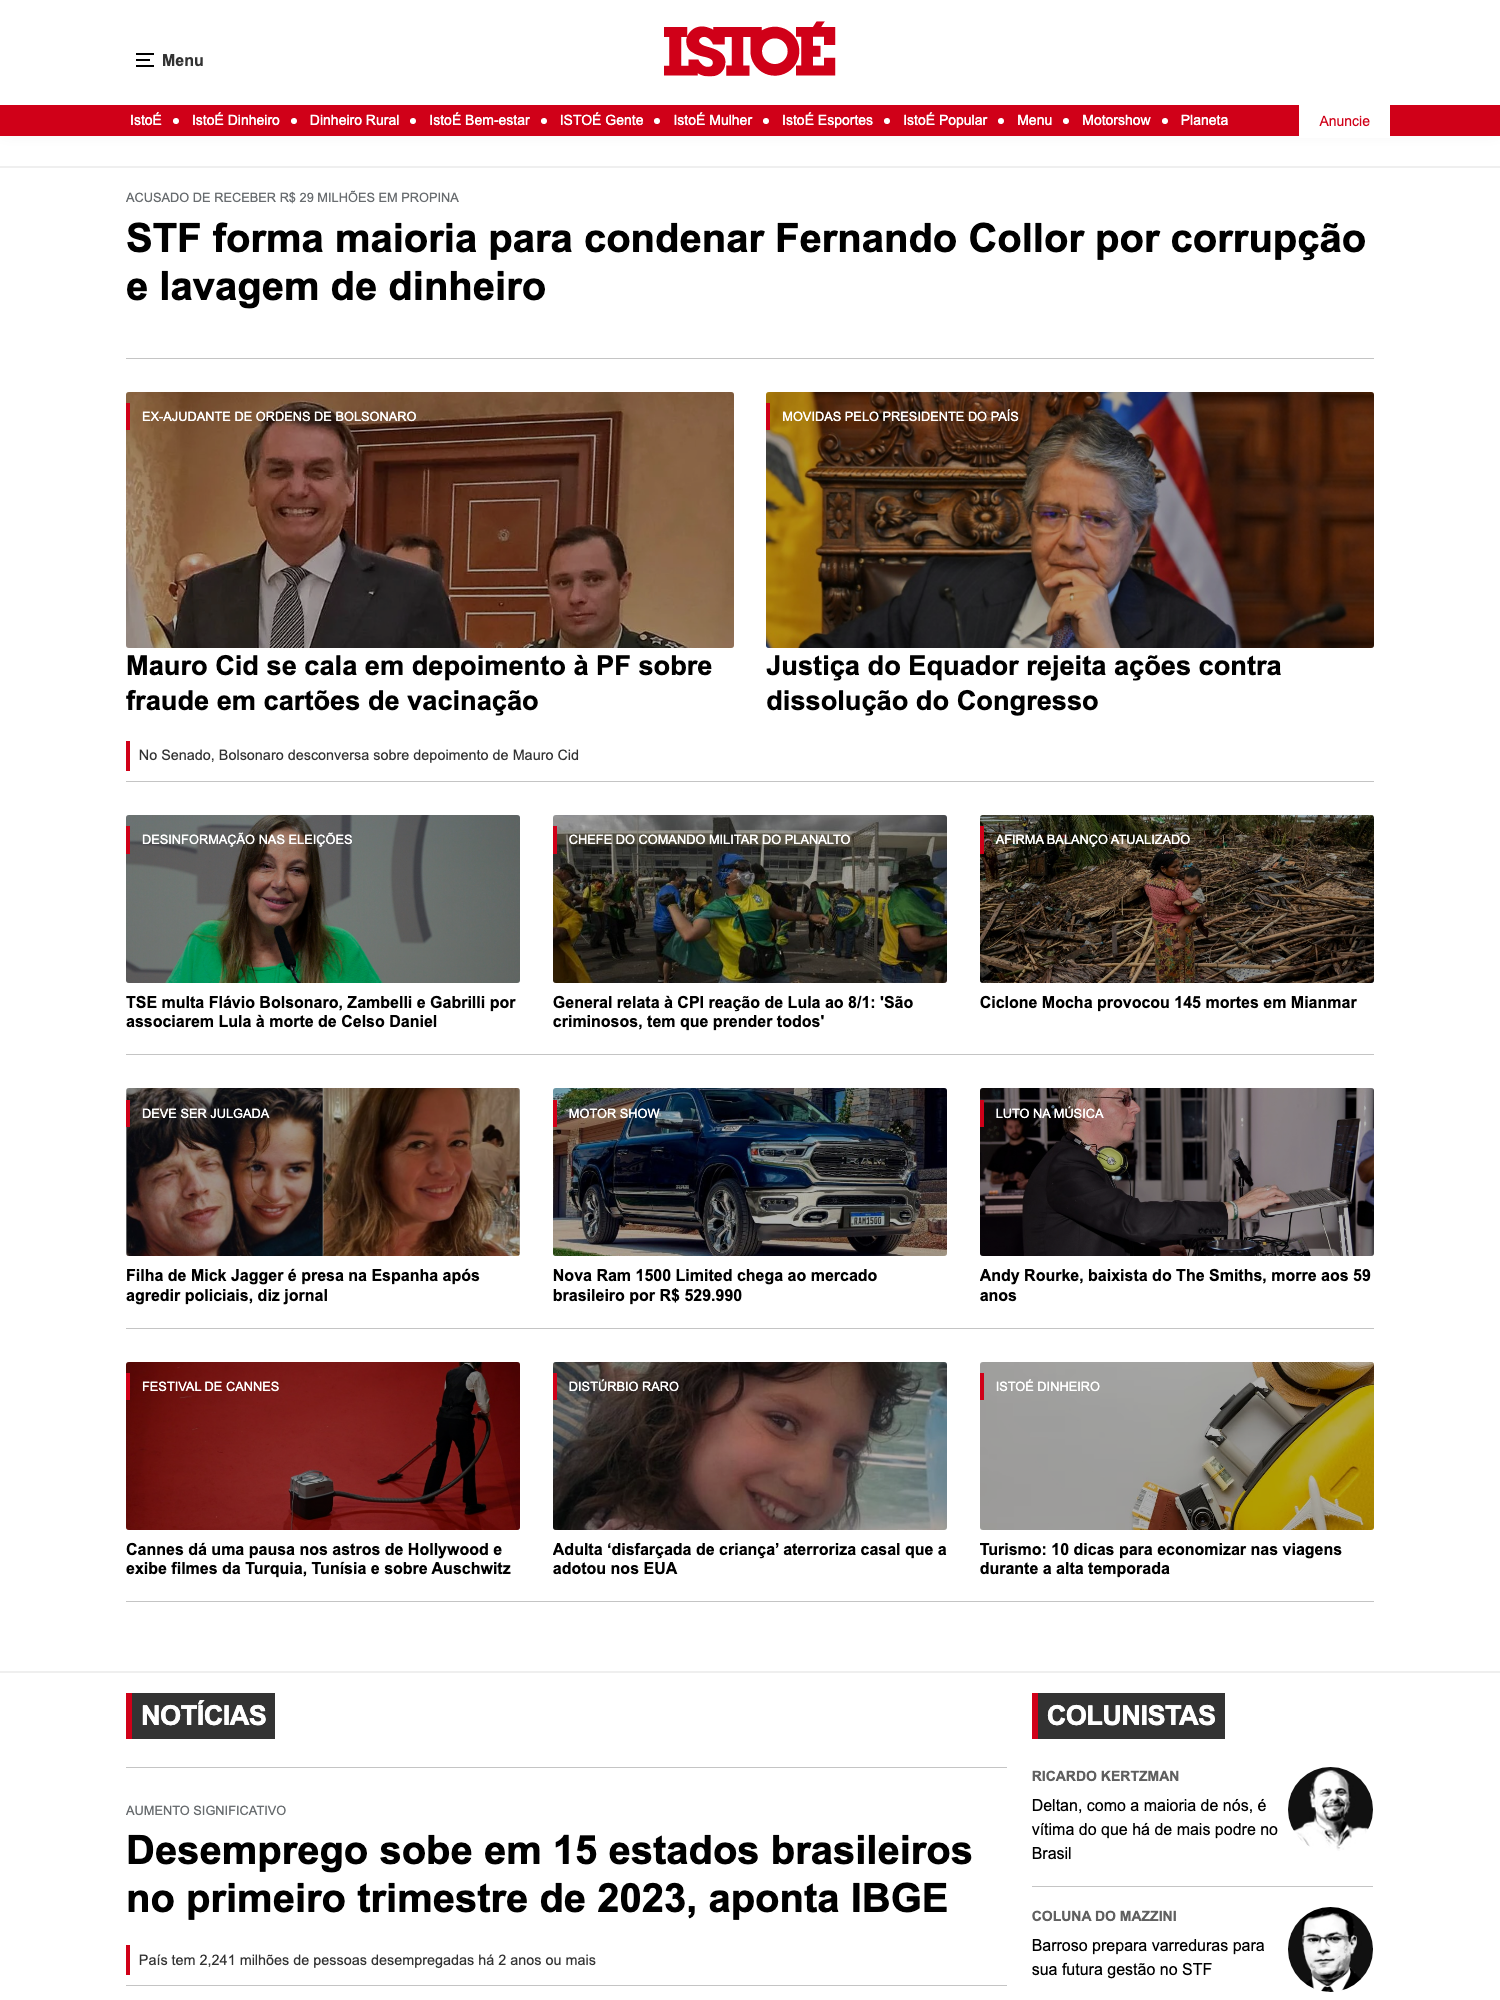 Menu
ISTOÉ
IstoÉ • IstoÉ Dinheiro • Dinheiro Rural • IstoÉ Bem-estar • ISTOÉ Gente • IstoÉ Mulher • IstoÉ Esportes • IstoÉ Popular • Menu • Motorshow • Planeta
Anuncie
ACUSADO DE RECEBER R$ 29 MILHÕES EM PROPINA
STF forma maioria para condenar Fernando Collor por corrupção
e lavagem de dinheiro
EX-AJUDANTE DE ORDENS DE BOLSONARO
Mauro Cid se cala em depoimento à PF sobre
fraude em cartões de vacinação
No Senado, Bolsonaro desconversa sobre depoimento de Mauro Cid
MOVIDAS PELO PRESIDENTE DO PAÍS
Justiça do Equador rejeita ações contra
dissolução do Congresso
DESINFORMAÇÃO NAS ELEIÇÕES
TSE multa Flávio Bolsonaro, Zambelli e Gabrilli por
associarem Lula à morte de Celso Daniel
CHEFE DO COMANDO MILITAR DO PLANALTO
General relata à CPI reação de Lula ao 8/1: 'São
criminosos, tem que prender todos'
AFIRMA BALANÇO ATUALIZADO
Ciclone Mocha provocou 145 mortes em Mianmar
DEVE SER JULGADA
Filha de Mick Jagger é presa na Espanha após
agredir policiais, diz jornal
MOTOR SHOW
RAM1500
Nova Ram 1500 Limited chega ao mercado
brasileiro por R$ 529.990
LUTO NA MÚSICA
Andy Rourke, baixista do The Smiths, morre aos 59
anos
FESTIVAL DE CANNES
Cannes dá uma pausa nos astros de Hollywood e
exibe filmes da Turquia, Tunísia e sobre Auschwitz
DISTÚRBIO RARO
Adulta ‘disfarçada de criança’ aterroriza casal que a
adotou nos EUA
ISTOÉ DINHEIRO
Turismo: 10 dicas para economizar nas viagens
durante a alta temporada
NOTÍCIAS
AUMENTO SIGNIFICATIVO
Desemprego sobe em 15 estados brasileiros
no primeiro trimestre de 2023, aponta IBGE
País tem 2,241 milhões de pessoas desempregadas há 2 anos ou mais
COLUNISTAS
RICARDO KERTZMAN
Deltan, como a maioria de nós, é
vítima do que há de mais podre no
Brasil
COLUNA DO MAZZINI
Barroso prepara varreduras para
sua futura gestão no STF